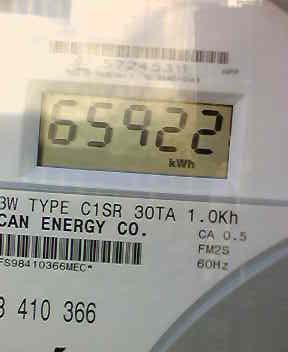 65922
kWh
3W TYPE C1SR 30TA 1.0Kh
CAN ENERGY CO.
CA 0.5
FM2S
60Hz
FS98410366MEC*
8 410 366